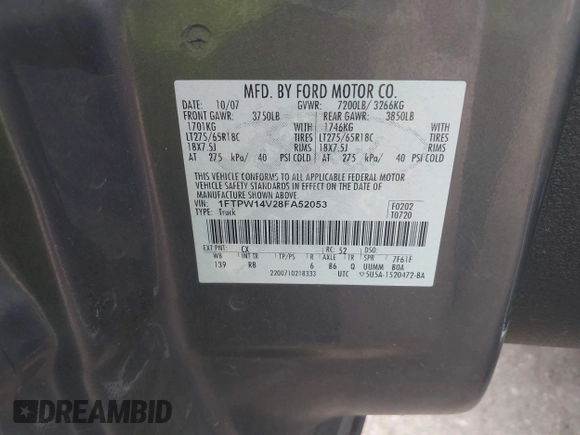 MFD. BY FORD MOTOR CO.
DATE: 10/07 GVWR: 7200LB/ 3266KG
FRONT GAWR: 3750LB REAR GAWR: 3850LB
1701KG WITH 1746KG WITH
LT275/65R18C TIRES LT275/65R18C TIRES
18X7.5J RIMS 18X7.5J RIMS
AT 275 kPa/ 40 PSI COLD AT 275 kPa/ 40 PSI COLD
THIS VEHICLE CONFORMS TO ALL APPLICABLE FEDERAL MOTOR
VEHICLE SAFETY STANDARDS IN EFFECT ON THE DATE OF
MANUFACTURE SHOWN ABOVE.
VIN: 1FTPW14V28FA52053 F0202
TYPE: Truck T0720
EXT PNT: CX RC: 52 DSO:
WB INT TR TP/PS R AXLE TR SPR 7F61F
139 RB 6 B6 Q UUMM BOA
2200710218333 UTC 5U5A-1520472-BA
DREAMBID